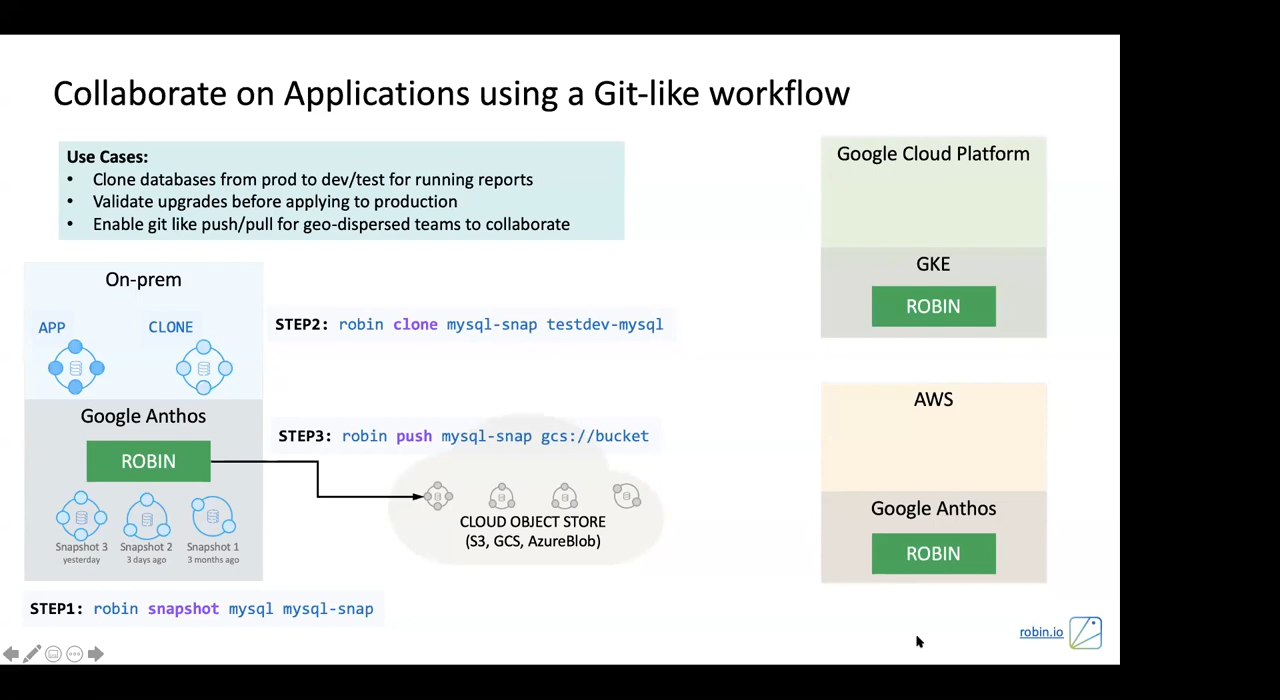 Collaborate on Applications using a Git-like workflow
Use Cases:
• Clone databases from prod to dev/test for running reports
• Validate upgrades before applying to production
• Enable git like push/pull for geo-dispersed teams to collaborate
On-prem
APP
CLONE
Google Anthos
ROBIN
Snapshot 3
yesterday
Snapshot 2
3 days ago
Snapshot 1
3 months ago
STEP1: robin snapshot mysql mysql-snap
STEP2: robin clone mysql-snap testdev-mysql
STEP3: robin push mysql-snap gcs://bucket
CLOUD OBJECT STORE
(S3, GCS, AzureBlob)
Google Cloud Platform
GKE
ROBIN
AWS
Google Anthos
ROBIN
robin.io